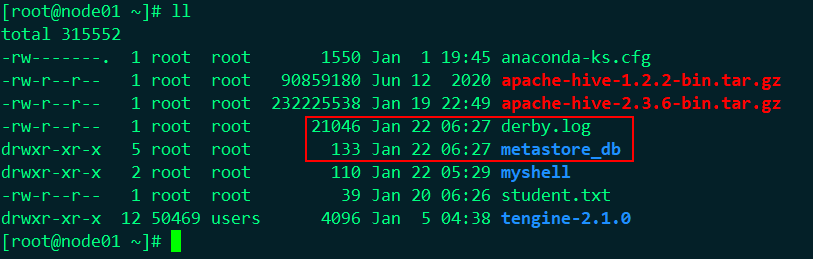 [root@node01 ~]# ll
total 315552
-rw-------.  1 root  root       1550 Jan  1 19:45 anaconda-ks.cfg
-rw-r--r--   1 root  root   90859180 Jun 12  2020 apache-hive-1.2.2-bin.tar.gz
-rw-r--r--   1 root  root  232225538 Jan 19 22:49 apache-hive-2.3.6-bin.tar.gz
-rw-r--r--   1 root  root      21046 Jan 22 06:27 derby.log
drwxr-xr-x   5 root  root        133 Jan 22 06:27 metastore_db
drwxr-xr-x   2 root  root        110 Jan 22 05:29 myshell
-rw-r--r--   1 root  root         39 Jan 20 06:26 student.txt
drwxr-xr-x  12 50469 users      4096 Jan  5 04:38 tengine-2.1.0
[root@node01 ~]#